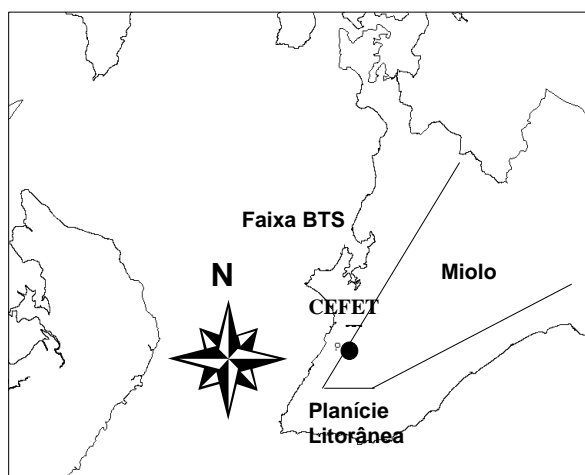 Faixa BTS
Miolo
N
CEFET
Planície
Litorânea